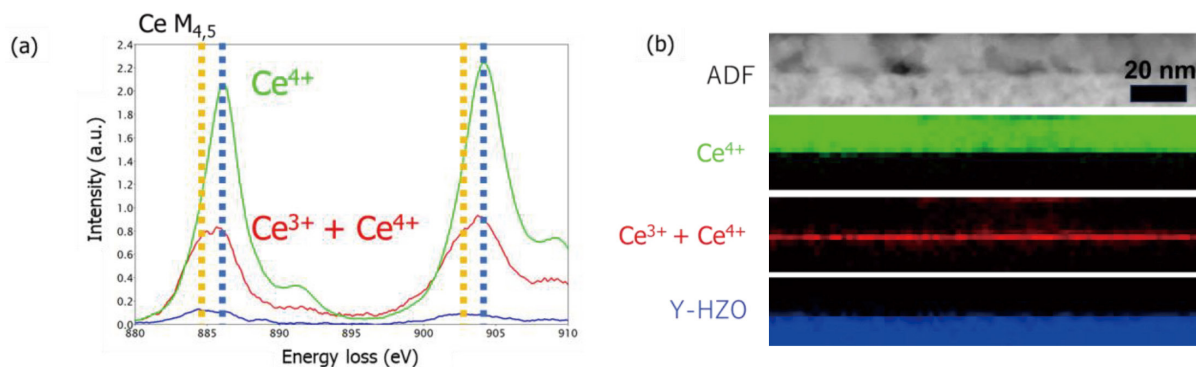 (a)
Ce M4,5
Intensity (a.u.)
2.4
2.2
2.0
1.8
1.6
1.4
1.2
1.0
0.8
0.6
0.4
0.2
0.0
Ce4+
Ce3+ + Ce4+
880
885
890
895
900
905
910
Energy loss (eV)
(b)
ADF
20 nm
Ce4+
Ce3+ + Ce4+
Y-HZO